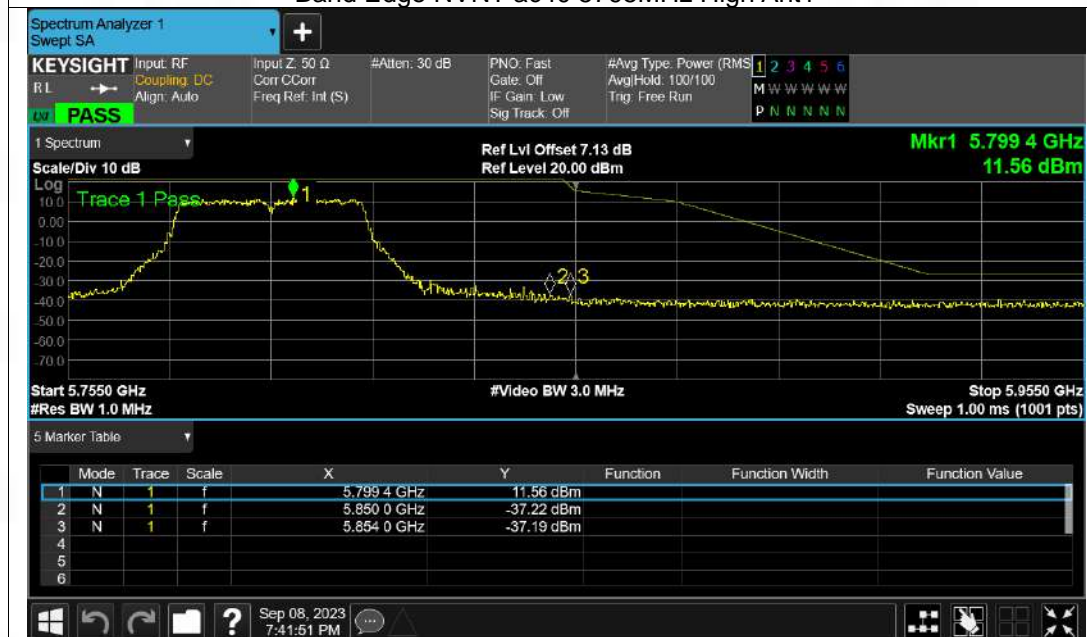 Spectrum Analyzer 1
Swept SA
+
KEYSIGHT
RL
LXI PASS
Input: RF
Coupling: DC
Align: Auto
Input Z: 50 Ω
Corr CCorr
Freq Ref: Int (S)
#Atten: 30 dB
PNO: Fast
Gate: Off
IF Gain: Low
Sig Track: Off
#Avg Type: Power (RMS
Avg|Hold: 100/100
Trig: Free Run
1 2 3 4 5 6
M W W W W W
P N N N N N
1 Spectrum
Scale/Div 10 dB
Ref Lvl Offset 7.13 dB
Ref Level 20.00 dBm
Mkr1 5.799 4 GHz
11.56 dBm
Log
Trace 1 Pass
10.0
0.00
-10.0
-20.0
-30.0
-40.0
-50.0
-60.0
-70.0
1
2 3
Start 5.7550 GHz
#Video BW 3.0 MHz
Stop 5.9550 GHz
#Res BW 1.0 MHz
Sweep 1.00 ms (1001 pts)
5 Marker Table
Mode Trace Scale X Y Function Function Width Function Value
1 N 1 f 5.799 4 GHz 11.56 dBm
2 N 1 f 5.850 0 GHz -37.22 dBm
3 N 1 f 5.854 0 GHz -37.19 dBm
4
5
6
? Sep 08, 2023
7:41:51 PM